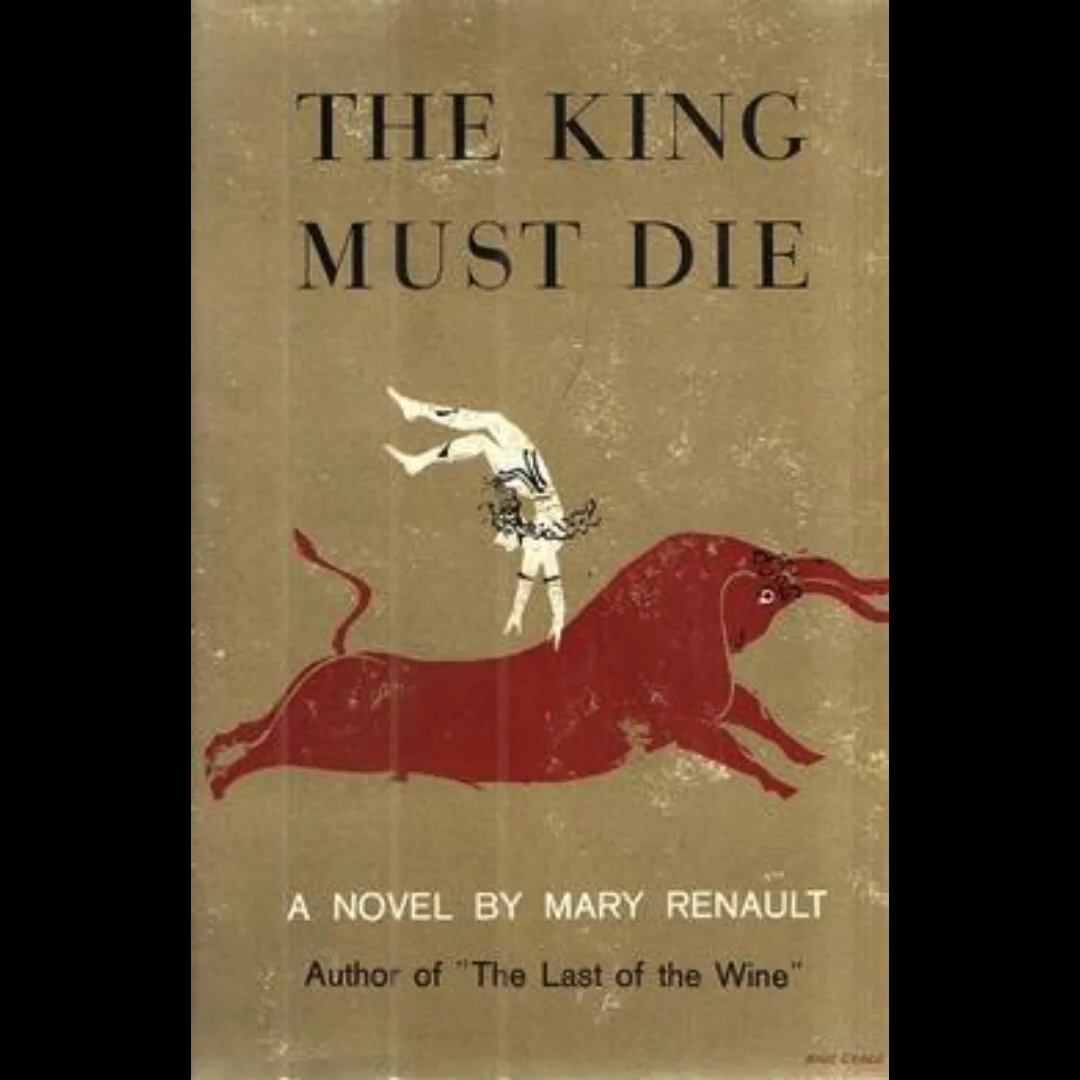 THE KING
MUST DIE
A NOVEL BY MARY RENAULT
Author of "The Last of the Wine"